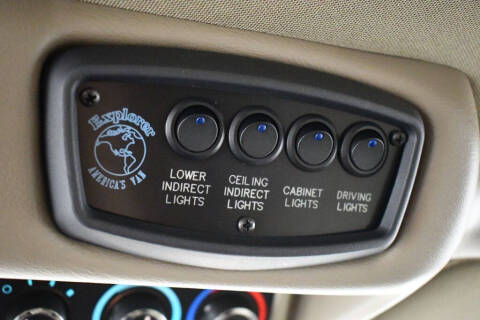 Explorer
AMERICA'S VAN
LOWER
INDIRECT
LIGHTS
CEILING
INDIRECT
LIGHTS
CABINET
LIGHTS
DRIVING
LIGHTS